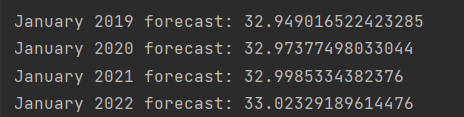 January 2019 forecast: 32.949016522423285
January 2020 forecast: 32.97377498033044
January 2021 forecast: 32.9985334382376
January 2022 forecast: 33.02329189614476